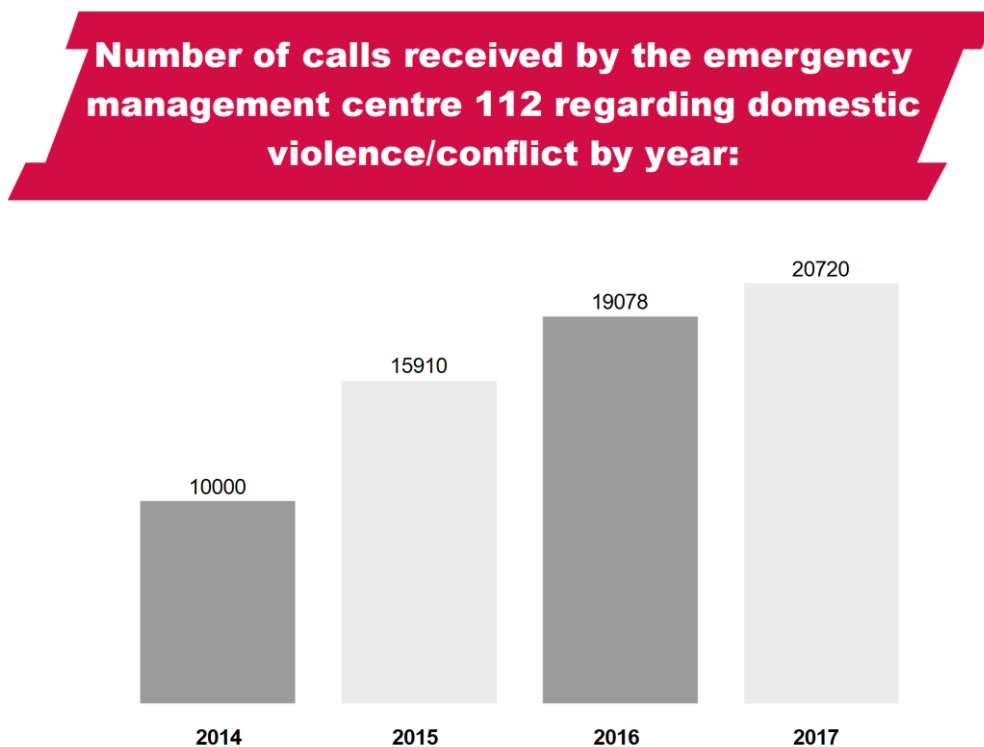 Number of calls received by the emergency
management centre 112 regarding domestic
violence/conflict by year:
20720
19078
15910
10000
2014 2015 2016 2017